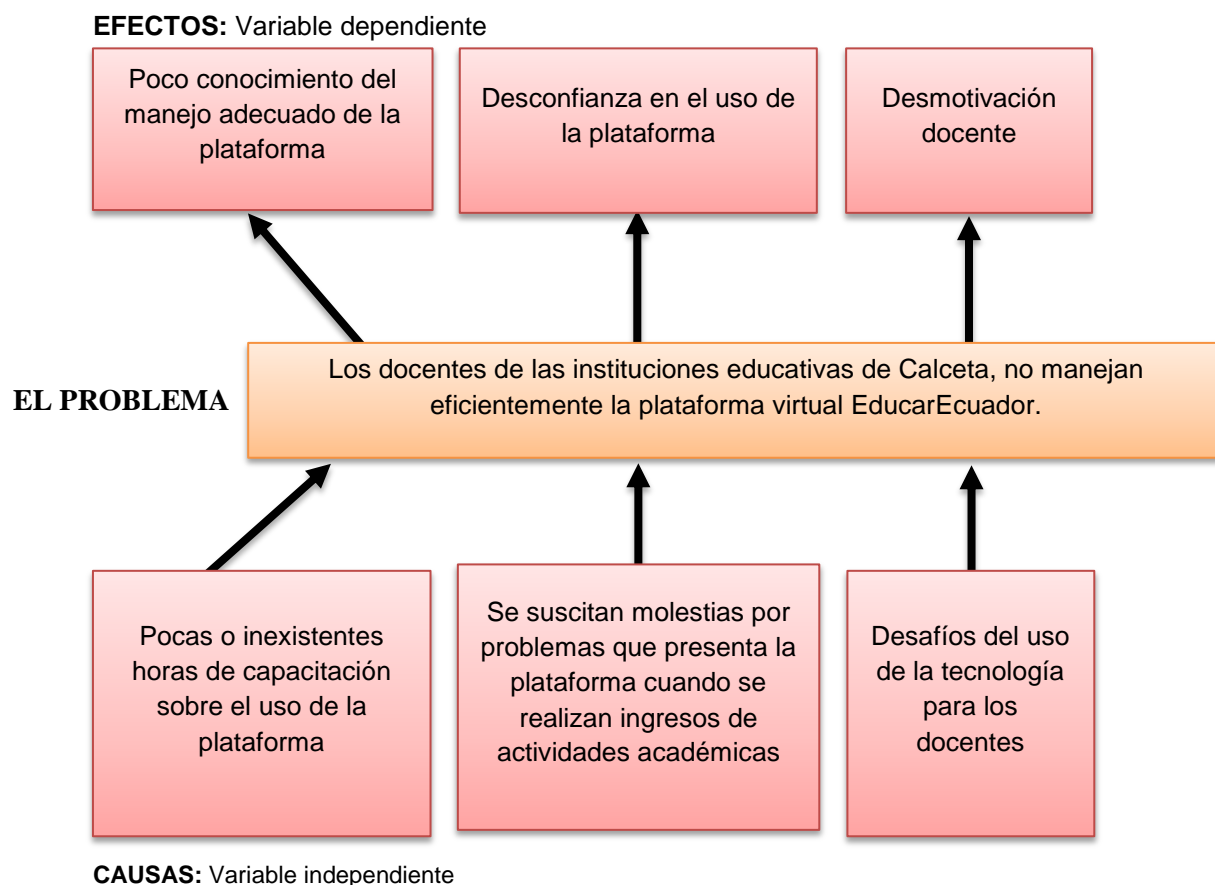 EFECTOS: Variable dependiente
Poco conocimiento del
manejo adecuado de la
plataforma
Desconfianza en el uso de
la plataforma
Desmotivación
docente
EL PROBLEMA
Los docentes de las instituciones educativas de Calceta, no manejan
eficientemente la plataforma virtual EducarEcuador.
Pocas o inexistentes
horas de capacitación
sobre el uso de la
plataforma
Se suscitan molestias por
problemas que presenta la
plataforma cuando se
realizan ingresos de
actividades académicas
Desafíos del uso
de la tecnología
para los
docentes
CAUSAS: Variable independiente